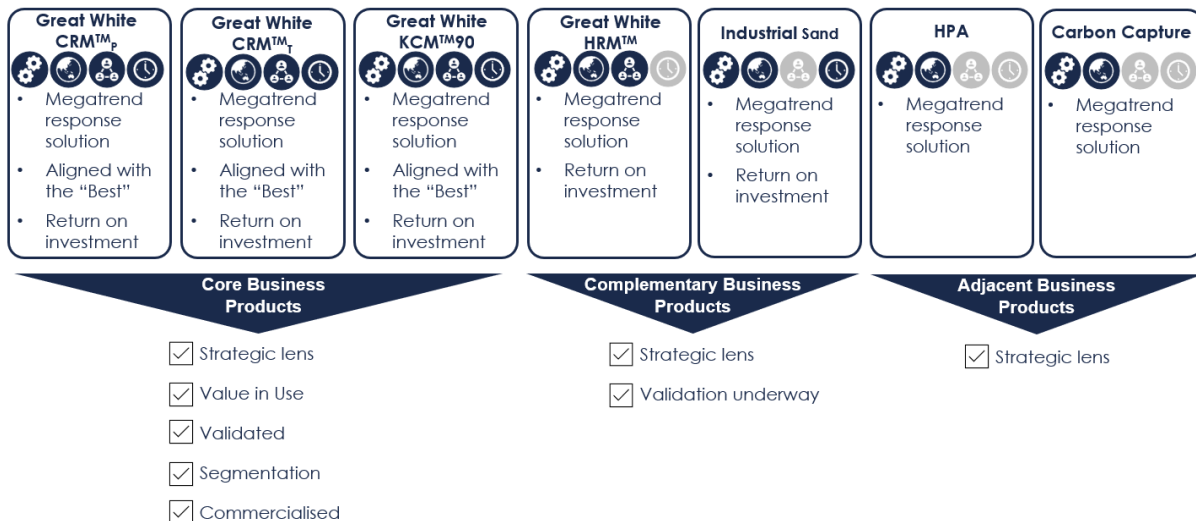 Great White
CRM™P
• Megatrend
response
solution
• Aligned with
the “Best”
• Return on
investment
Great White
CRM™T
• Megatrend
response
solution
• Aligned with
the “Best”
• Return on
investment
Great White
KCM™90
• Megatrend
response
solution
• Aligned with
the “Best”
• Return on
investment
Great White
HRM™
• Megatrend
response
solution
• Return on
investment
Industrial Sand
• Megatrend
response
solution
• Return on
investment
HPA
• Megatrend
response
solution
Carbon Capture
• Megatrend
response
solution
Core Business
Products
Strategic lens
Value in Use
Validated
Segmentation
Commercialised
Complementary Business
Products
Strategic lens
Validation underway
Adjacent Business
Products
Strategic lens